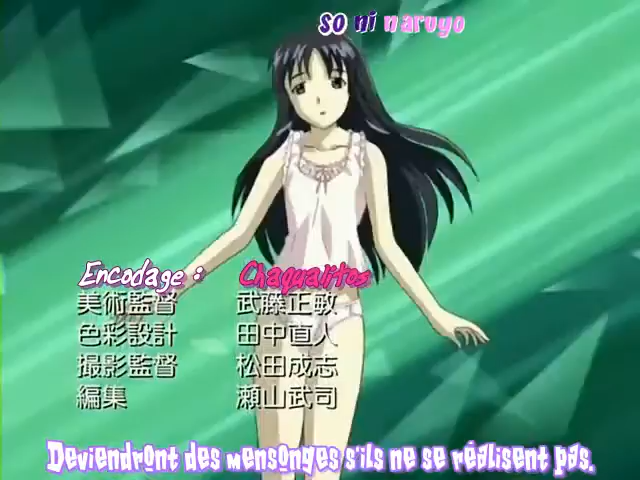 so ni naruyo
Encodage : Chaqualitos
美術監督 武藤正敏
色彩設計 田中直人
撮影監督 松田成志
編集 瀬山武司
Deviendront des mensonges s'ils ne se réalisent pas.